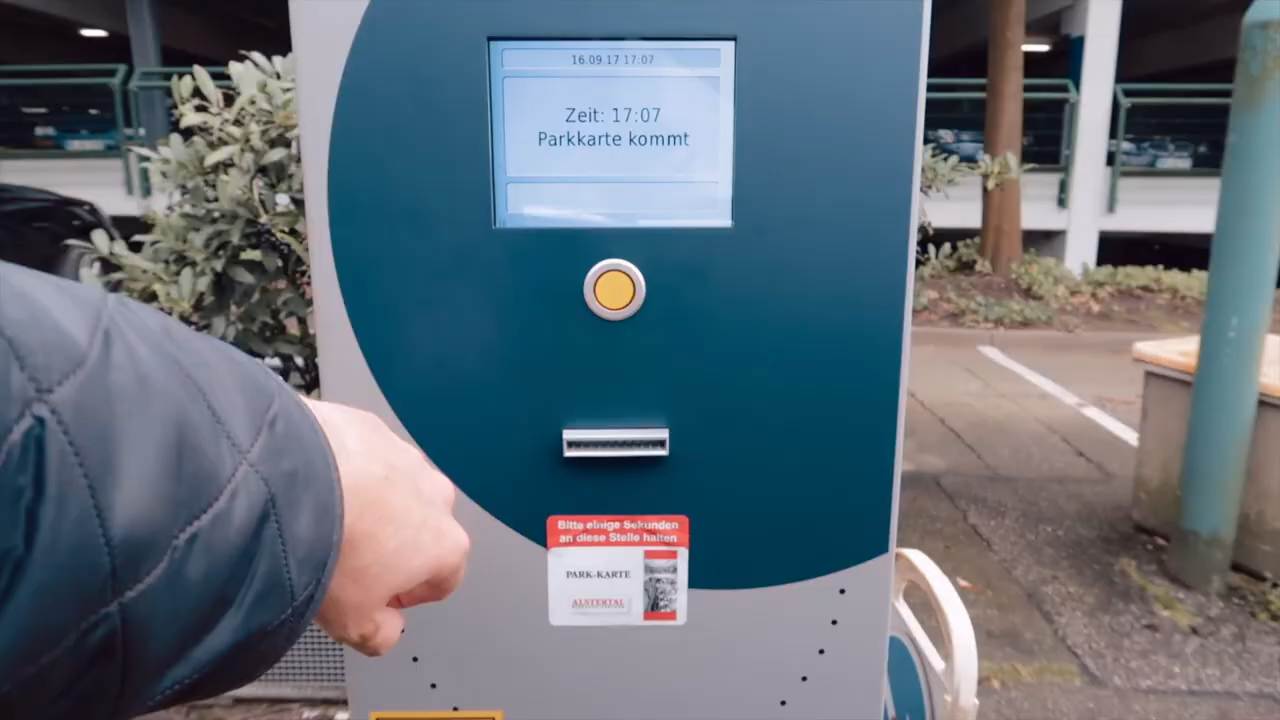 16.09.17 17:07
Zeit: 17:07
Parkkarte kommt
Bitte einige Sekunden
an diese Stelle halten
PARK-KARTE
ALSTERTAL